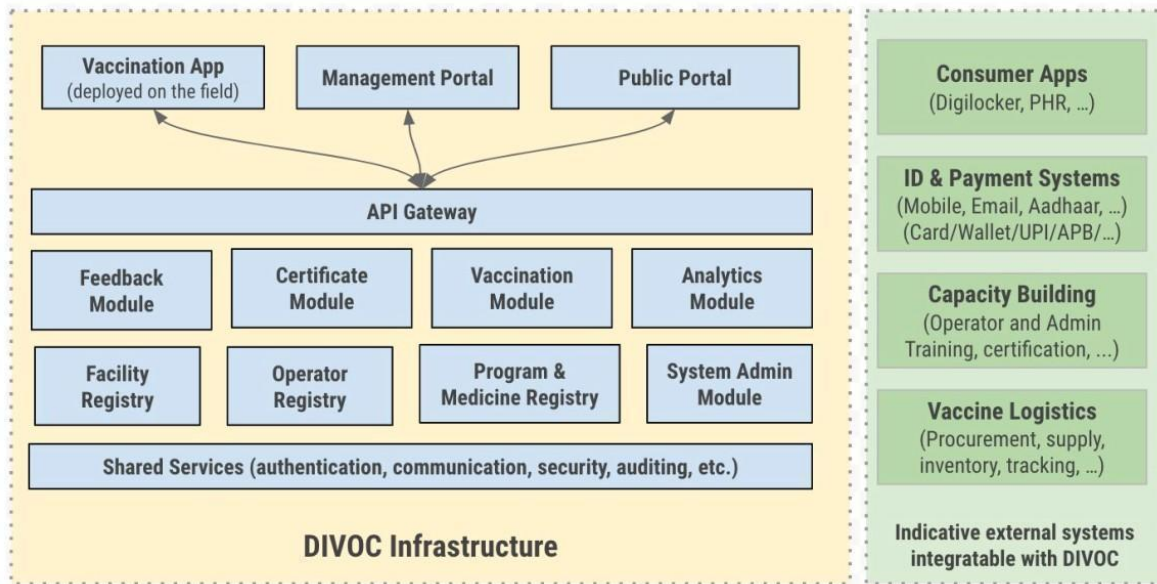 Vaccination App
(deployed on the field)
Management Portal
Public Portal
API Gateway
Feedback
Module
Certificate
Module
Vaccination
Module
Analytics
Module
Facility
Registry
Operator
Registry
Program &
Medicine Registry
System Admin
Module
Shared Services (authentication, communication, security, auditing, etc.)
DIVOC Infrastructure
Consumer Apps
(Digilocker, PHR, ...)
ID & Payment Systems
(Mobile, Email, Aadhaar, ...)
(Card/Wallet/UPI/APB/...)
Capacity Building
(Operator and Admin
Training, certification, ...)
Vaccine Logistics
(Procurement, supply,
inventory, tracking, ...)
Indicative external systems
integratable with DIVOC